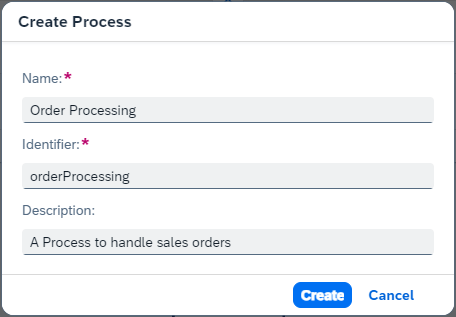 Create Process
Name:*
Order Processing
Identifier:*
orderProcessing
Description:
A Process to handle sales orders
Create Cancel